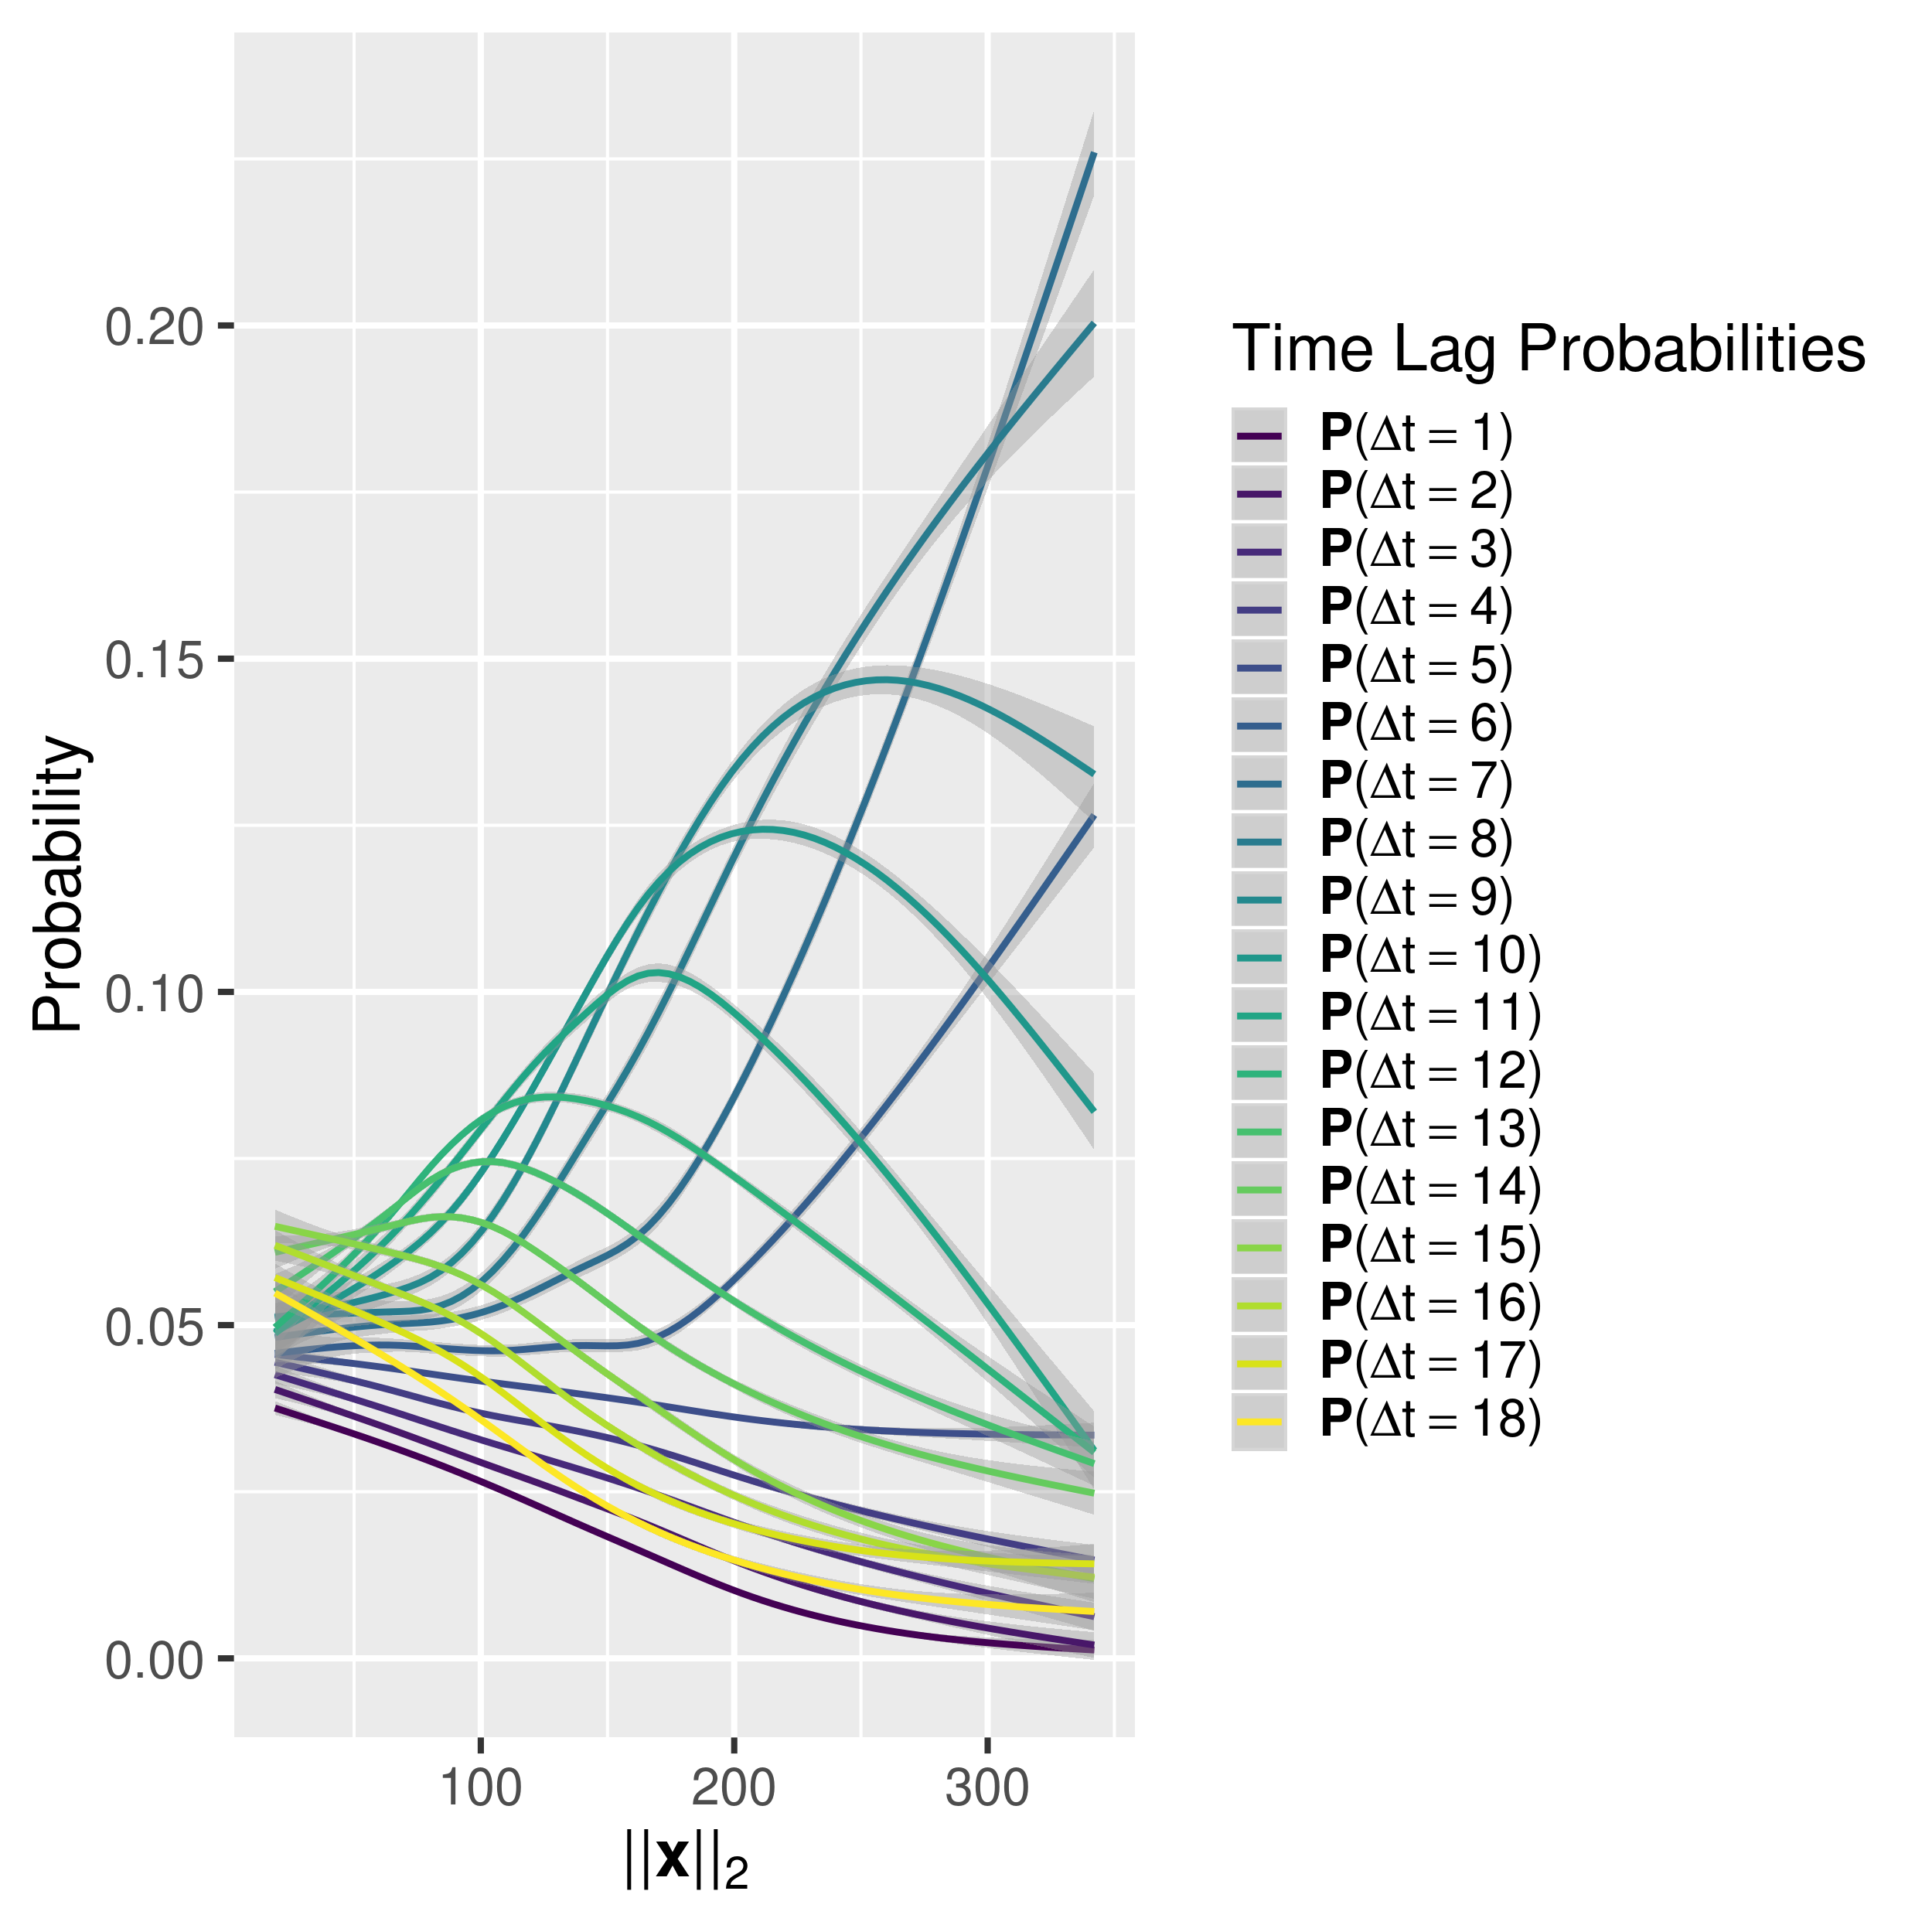 Probability
0.20
0.15
0.10
0.05
0.00
100 200 300
||x||₂
Time Lag Probabilities
P(Δt = 1)
P(Δt = 2)
P(Δt = 3)
P(Δt = 4)
P(Δt = 5)
P(Δt = 6)
P(Δt = 7)
P(Δt = 8)
P(Δt = 9)
P(Δt = 10)
P(Δt = 11)
P(Δt = 12)
P(Δt = 13)
P(Δt = 14)
P(Δt = 15)
P(Δt = 16)
P(Δt = 17)
P(Δt = 18)